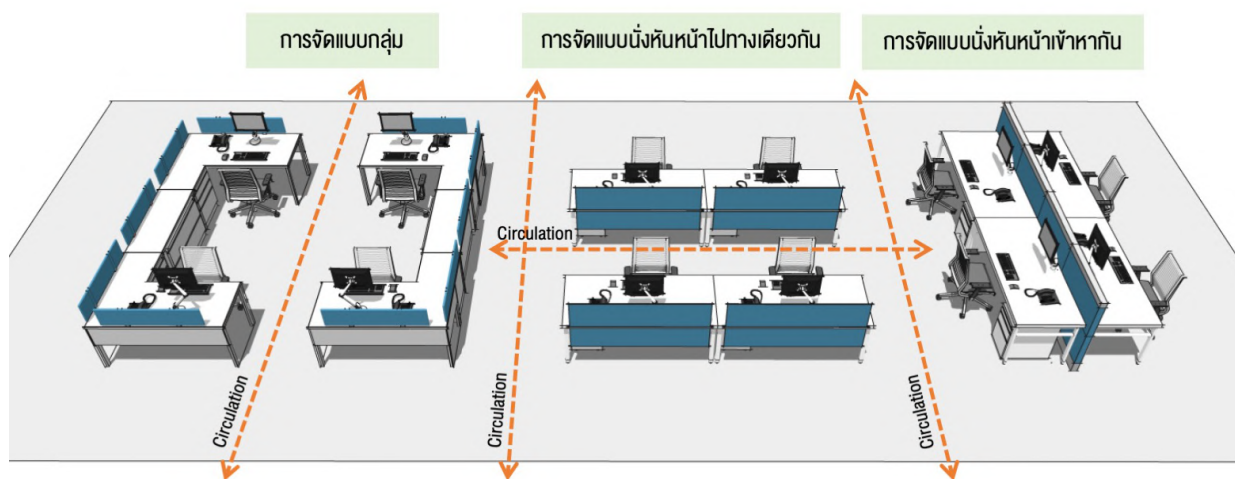 การจัดแบบกลุ่ม
การจัดแบบนั่งหันหน้าไปทางเดียวกัน
การจัดแบบนั่งหันหน้าเข้าหากัน
Circulation
Circulation
Circulation
Circulation